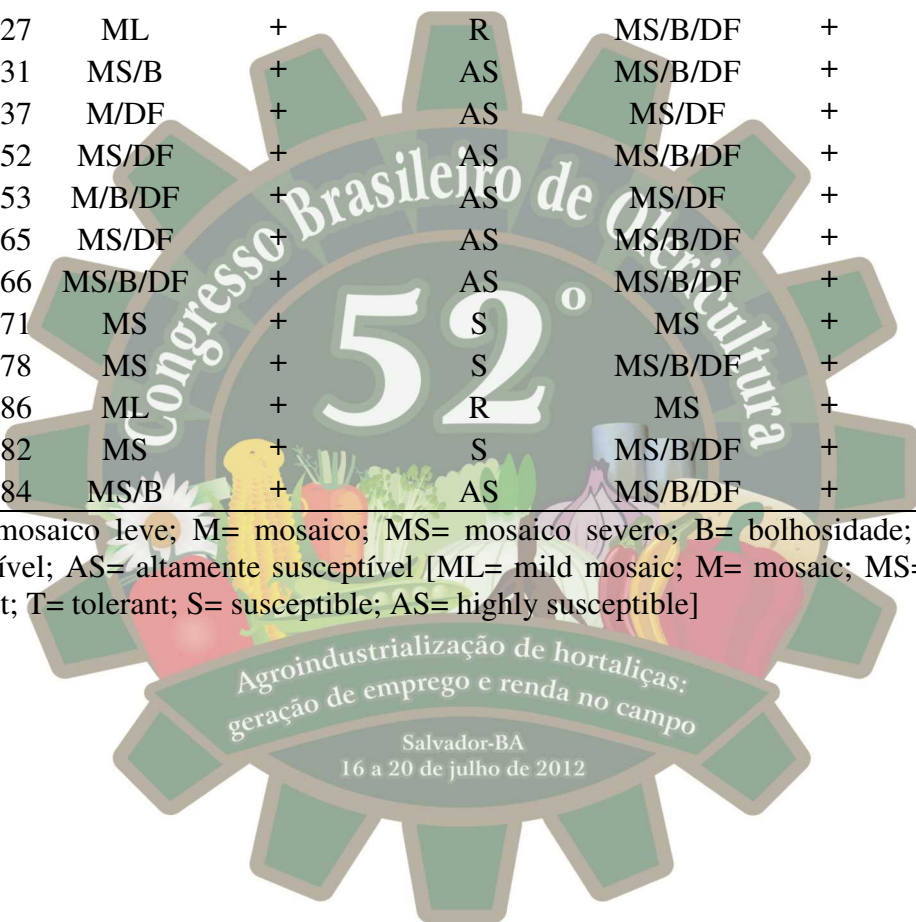 27 ML + R MS/B/DF +
31 MS/B + AS MS/B/DF +
37 M/DF + AS MS/DF +
52 MS/DF + AS MS/B/DF +
53 M/B/DF + AS MS/DF +
65 MS/DF + AS MS/B/DF +
66 MS/B/DF + AS MS/B/DF +
71 MS + S MS +
78 MS + S MS/B/DF +
86 ML + R MS +
82 MS + S MS/B/DF +
84 MS/B + AS MS/B/DF +
mosaico leve; M= mosaico; MS= mosaico severo; B= bolhosidade;
ível; AS= altamente susceptível [ML= mild mosaic; M= mosaic; MS=
t; T= tolerant; S= susceptible; AS= highly susceptible]
Congresso Brasileiro de Olericultura
52º
Agroindustrialização de hortaliças:
geração de emprego e renda no campo
Salvador-BA
16 a 20 de julho de 2012